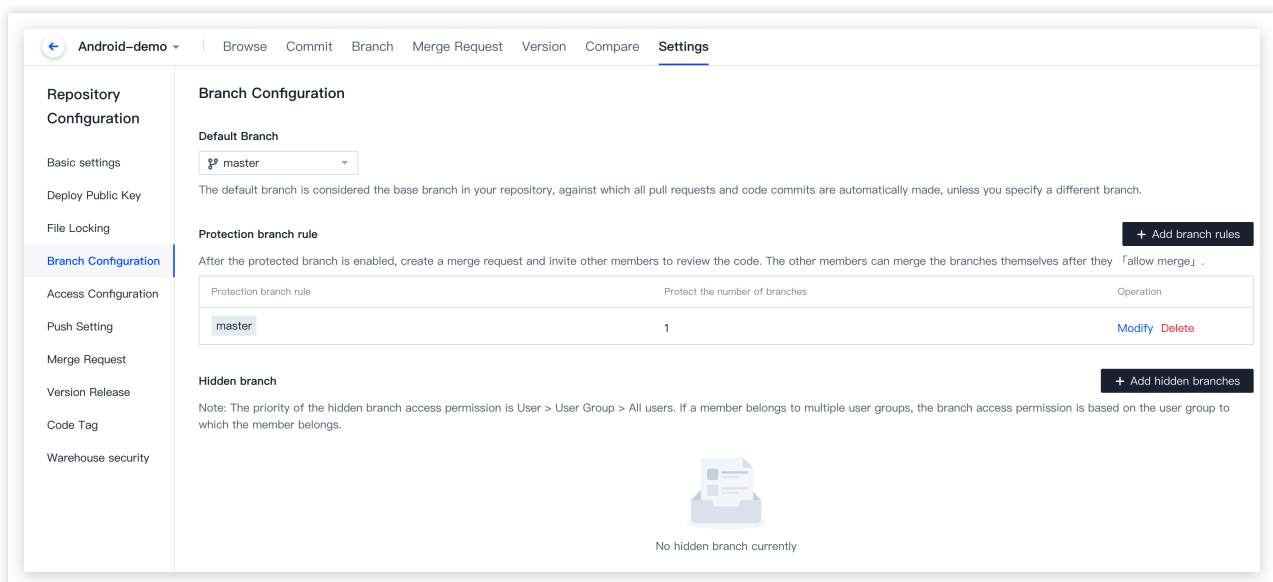 Android-demo Browse Commit Branch Merge Request Version Compare Settings
Repository
Configuration
Basic settings
Deploy Public Key
File Locking
Branch Configuration
Access Configuration
Push Setting
Merge Request
Version Release
Code Tag
Warehouse security
Branch Configuration
Default Branch
master
The default branch is considered the base branch in your repository, against which all pull requests and code commits are automatically made, unless you specify a different branch.
Protection branch rule
+ Add branch rules
After the protected branch is enabled, create a merge request and invite other members to review the code. The other members can merge the branches themselves after they 「allow merge」.
Protection branch rule Protect the number of branches Operation
master 1 Modify Delete
Hidden branch
+ Add hidden branches
Note: The priority of the hidden branch access permission is User > User Group > All users. If a member belongs to multiple user groups, the branch access permission is based on the user group to
which the member belongs.
No hidden branch currently